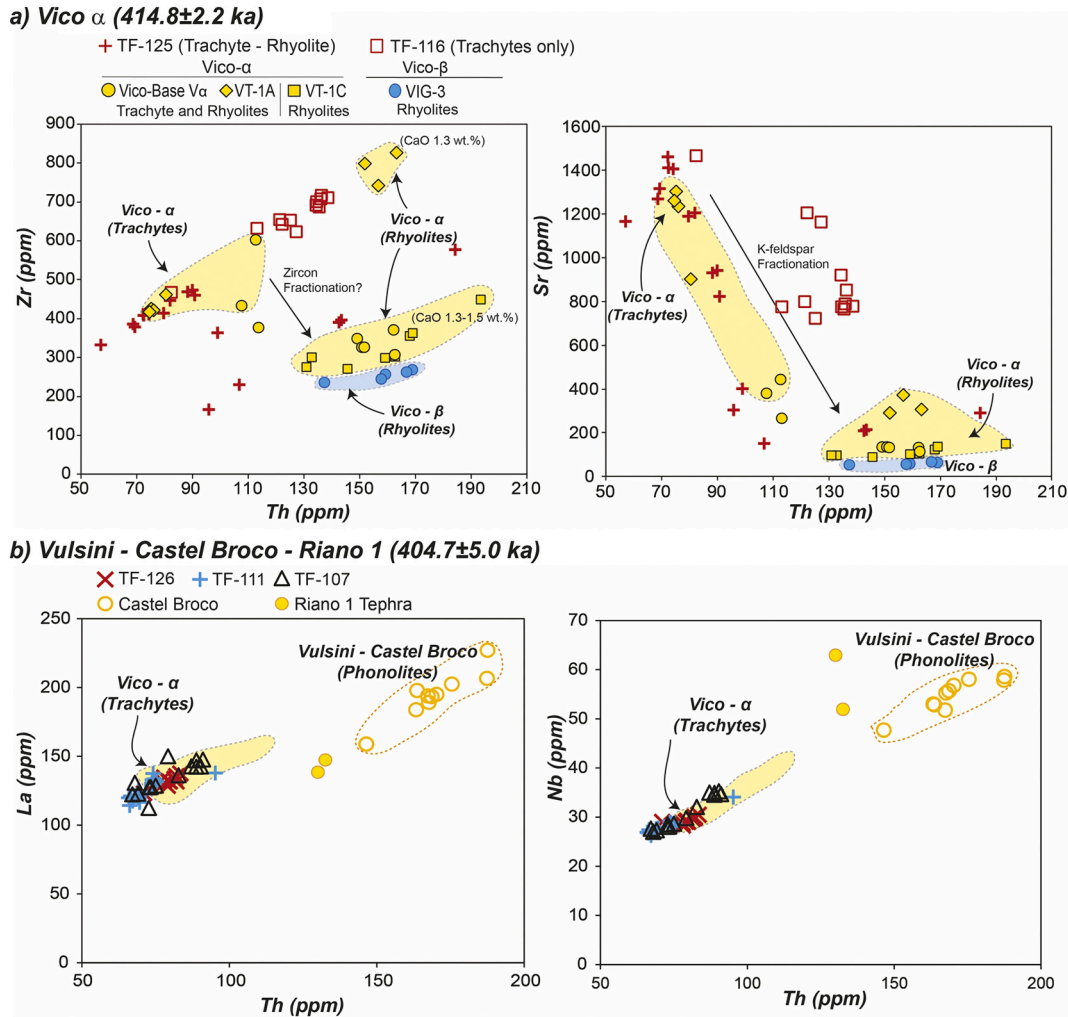 a) Vico α (414.8±2.2 ka)
TF-125 (Trachyte - Rhyolite)
TF-116 (Trachytes only)
Vico-α
Vico-β
Vico-Base Vα
VT-1A
VT-1C
VIG-3
Trachyte and Rhyolites
Rhyolites
Rhyolites
900
800
700
600
500
400
300
200
100
0
Zr (ppm)
50
70
90
110
130
150
170
190
210
Th (ppm)
(CaO 1.3 wt.%)
Vico - α
(Trachytes)
Vico - α
(Rhyolites)
Zircon
Fractionation?
(CaO 1.3-1.5 wt.%)
Vico - β
(Rhyolites)
1600
1400
1200
1000
800
600
400
200
0
Sr (ppm)
50
70
90
110
130
150
170
190
210
Th (ppm)
K-feldspar
Fractionation
Vico - α
(Trachytes)
Vico - α
(Rhyolites)
Vico - β
b) Vulsini - Castel Broco - Riano 1 (404.7±5.0 ka)
TF-126
TF-111
TF-107
Castel Broco
Riano 1 Tephra
250
200
150
100
50
0
La (ppm)
50
100
150
200
Th (ppm)
Vulsini - Castel Broco
(Phonolites)
Vico - α
(Trachytes)
70
60
50
40
30
20
10
0
Nb (ppm)
50
100
150
200
Th (ppm)
Vulsini - Castel Broco
(Phonolites)
Vico - α
(Trachytes)